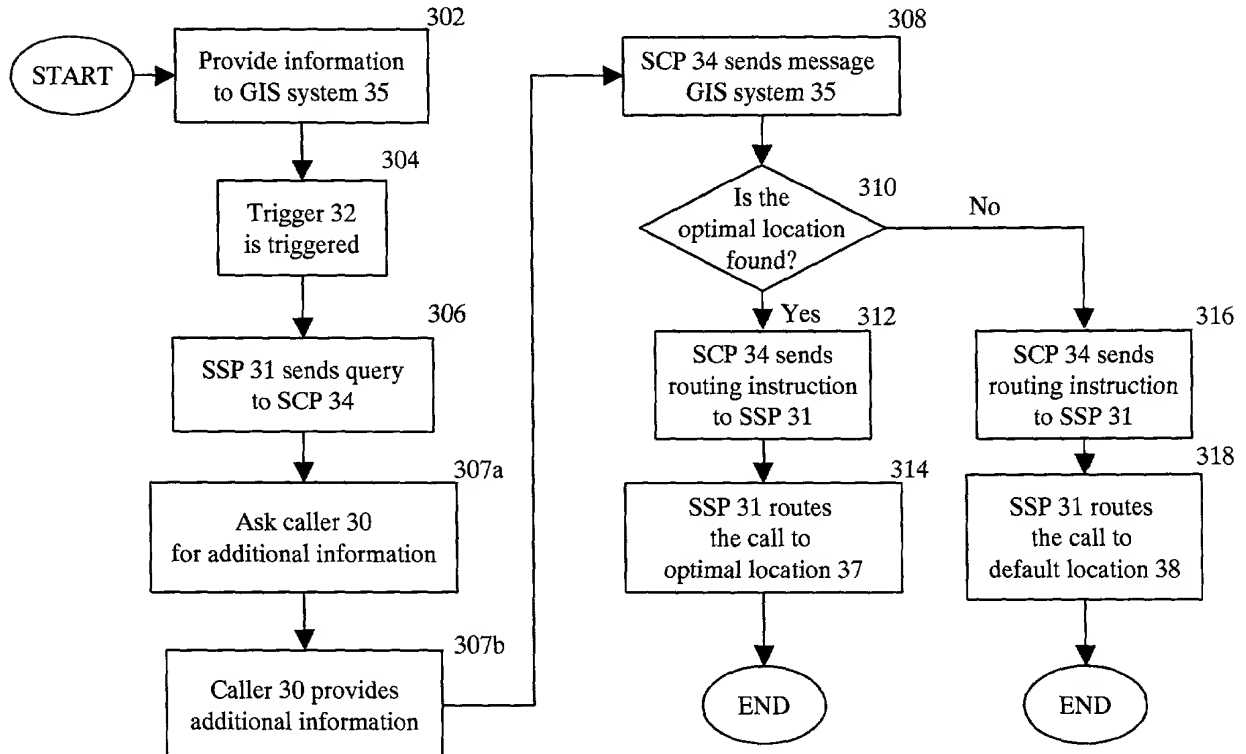 302
START
Provide information
to GIS system 35
304
Trigger 32
is triggered
306
SSP 31 sends query
to SCP 34
307a
Ask caller 30
for additional information
307b
Caller 30 provides
additional information
308
SCP 34 sends message
GIS system 35
310
Is the
optimal location
found?
No
Yes
312
SCP 34 sends
routing instruction
to SSP 31
314
SSP 31 routes
the call to
optimal location 37
END
316
SCP 34 sends
routing instruction
to SSP 31
318
SSP 31 routes
the call to
default location 38
END